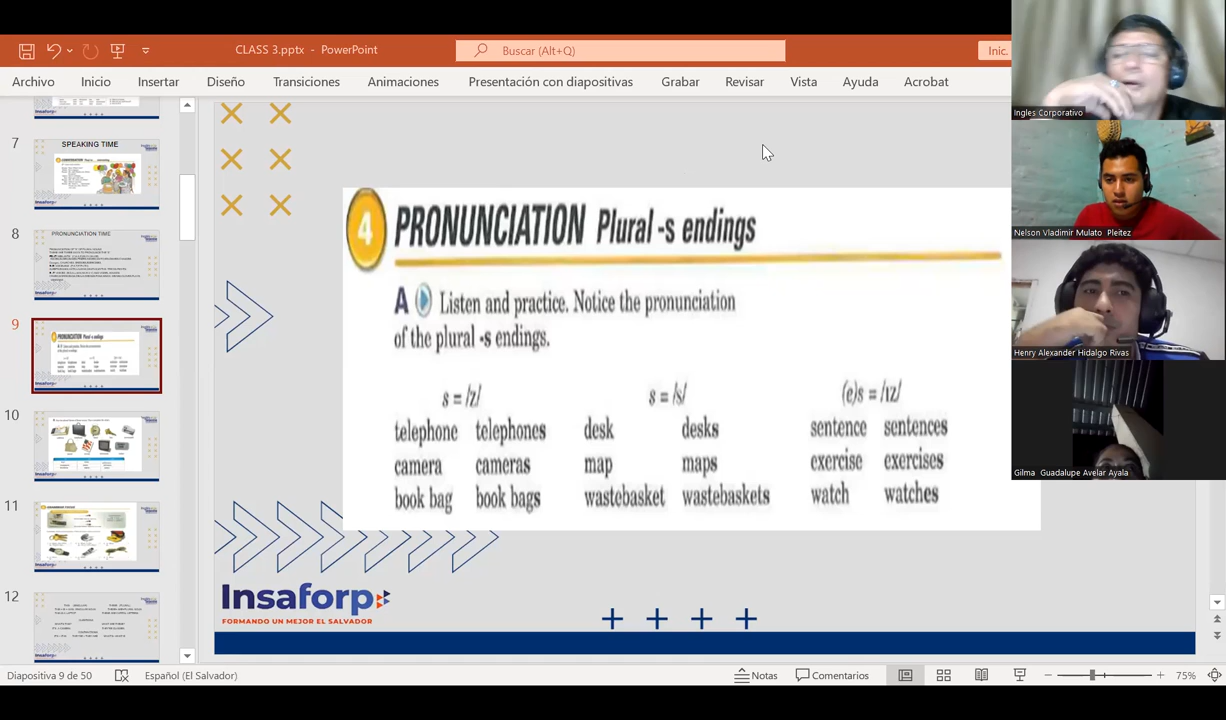 CLASS 3.pptx - PowerPoint
Buscar (Alt+Q)
Inic.
Archivo Inicio Insertar Diseño Transiciones Animaciones Presentación con diapositivas Grabar Revisar Vista Ayuda Acrobat
Ingles Corporativo
Nelson Vladimir Mulato Pleitez
Henry Alexander Hidalgo Rivas
Gilma Guadalupe Avelar Ayala
7
SPEAKING TIME
8
PRONUNCIATION TIME
9
10
11
12
4 PRONUNCIATION Plural -s endings
A Listen and practice. Notice the pronunciation
of the plural -s endings.
s = /z/ s = /s/ (e)s = /ɪz/
telephone telephones desk desks sentence sentences
camera cameras map maps exercise exercises
book bag book bags wastebasket wastebaskets watch watches
Insaforp
FORMANDO UN MEJOR EL SALVADOR
Diapositiva 9 de 50 Español (El Salvador) Notas Comentarios 75%